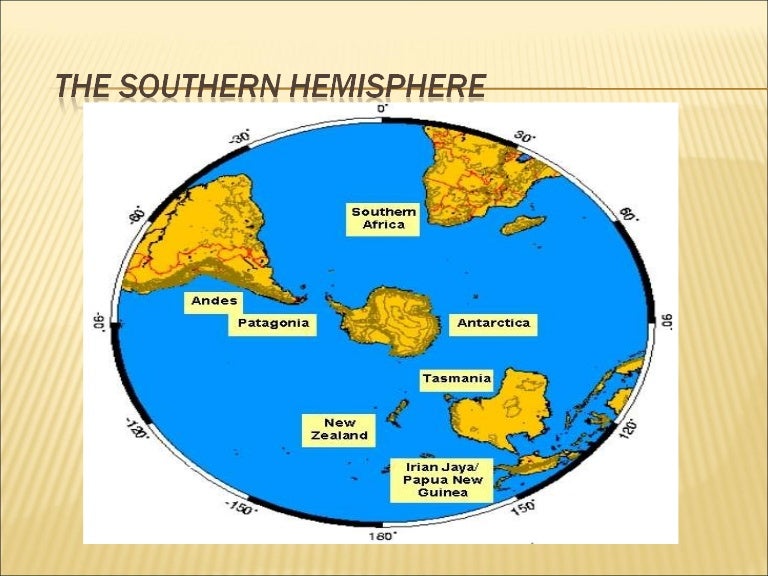 THE SOUTHERN HEMISPHERE
0°
-30°
30°
-60°
60°
Southern
Africa
Andes
Patagonia
Antarctica
-90°
90°
Tasmania
New
Zealand
-120°
120°
Irian Jaya/
Papua New
Guinea
-150°
150°
180°